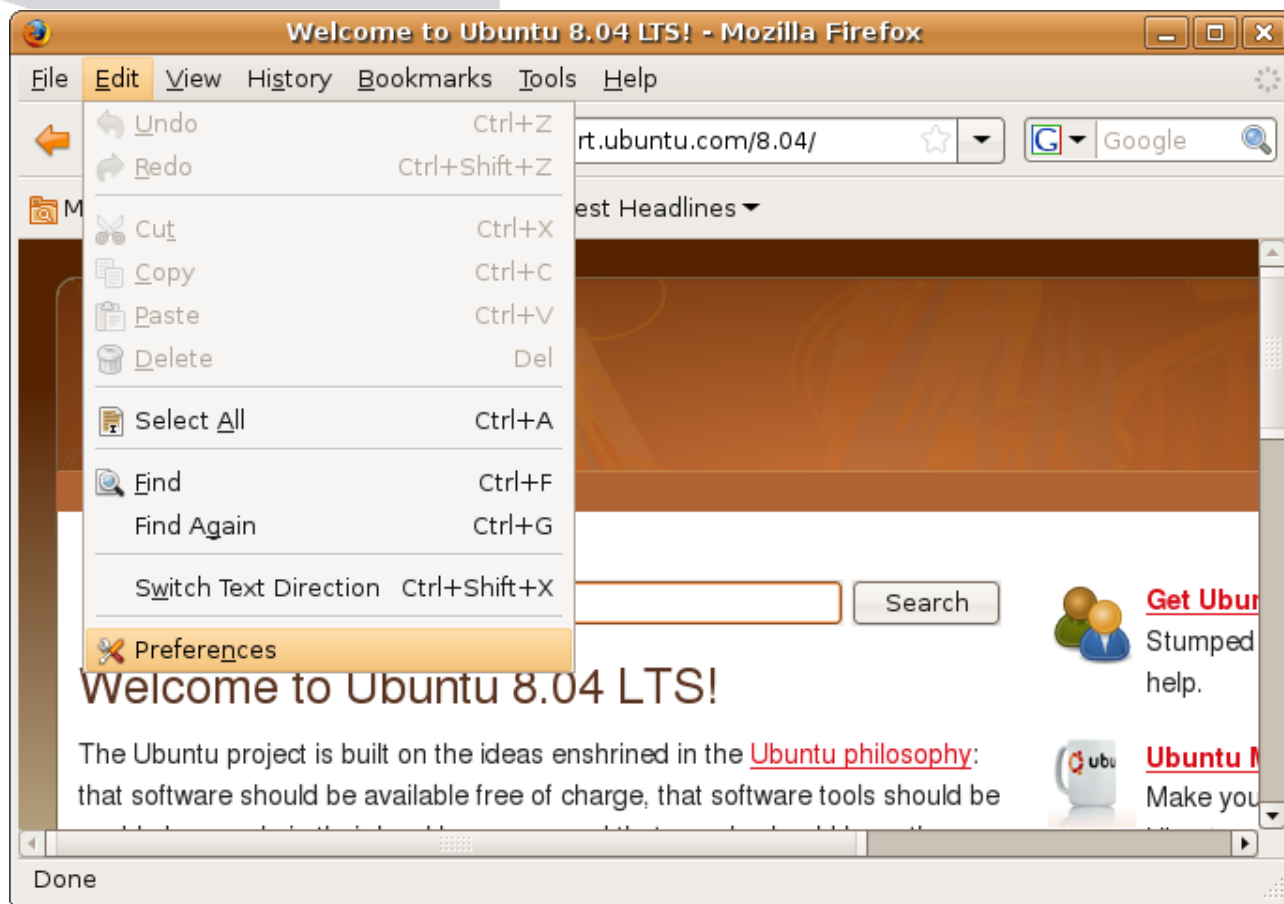 Welcome to Ubuntu 8.04 LTS! - Mozilla Firefox
File Edit View History Bookmarks Tools Help
Undo Ctrl+Z
rt.ubuntu.com/8.04/
G Google
Redo Ctrl+Shift+Z
M
est Headlines
Cut Ctrl+X
Copy Ctrl+C
Paste Ctrl+V
Delete Del
Select All Ctrl+A
Find Ctrl+F
Find Again Ctrl+G
Switch Text Direction Ctrl+Shift+X
Preferences
Search
Welcome to Ubuntu 8.04 LTS!
The Ubuntu project is built on the ideas enshrined in the Ubuntu philosophy:
that software should be available free of charge, that software tools should be
Get Ubun
Stumped
help.
ubu
Ubuntu M
Make you
Done